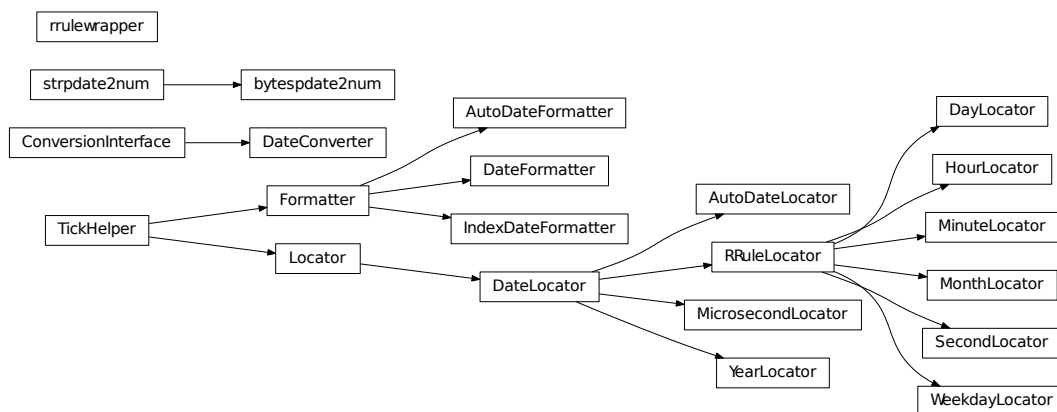 rrulewrapper
strpdate2num
bytespdate2num
ConversionInterface
DateConverter
TickHelper
Formatter
Locator
AutoDateFormatter
DateFormatter
IndexDateFormatter
DateLocator
AutoDateLocator
RRuleLocator
MicrosecondLocator
YearLocator
DayLocator
HourLocator
MinuteLocator
MonthLocator
SecondLocator
WeekdayLocator